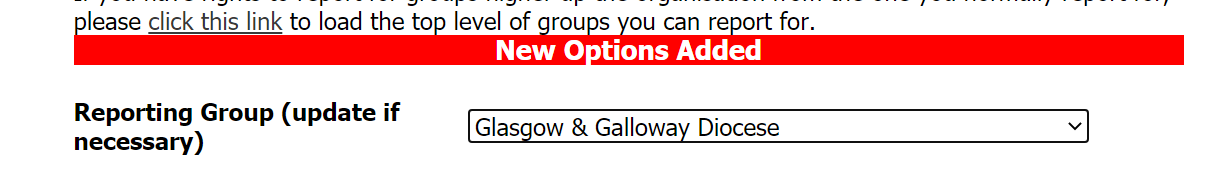 please click this link to load the top level of groups you can report for.
New Options Added
Reporting Group (update if
necessary)
Glasgow & Galloway Diocese